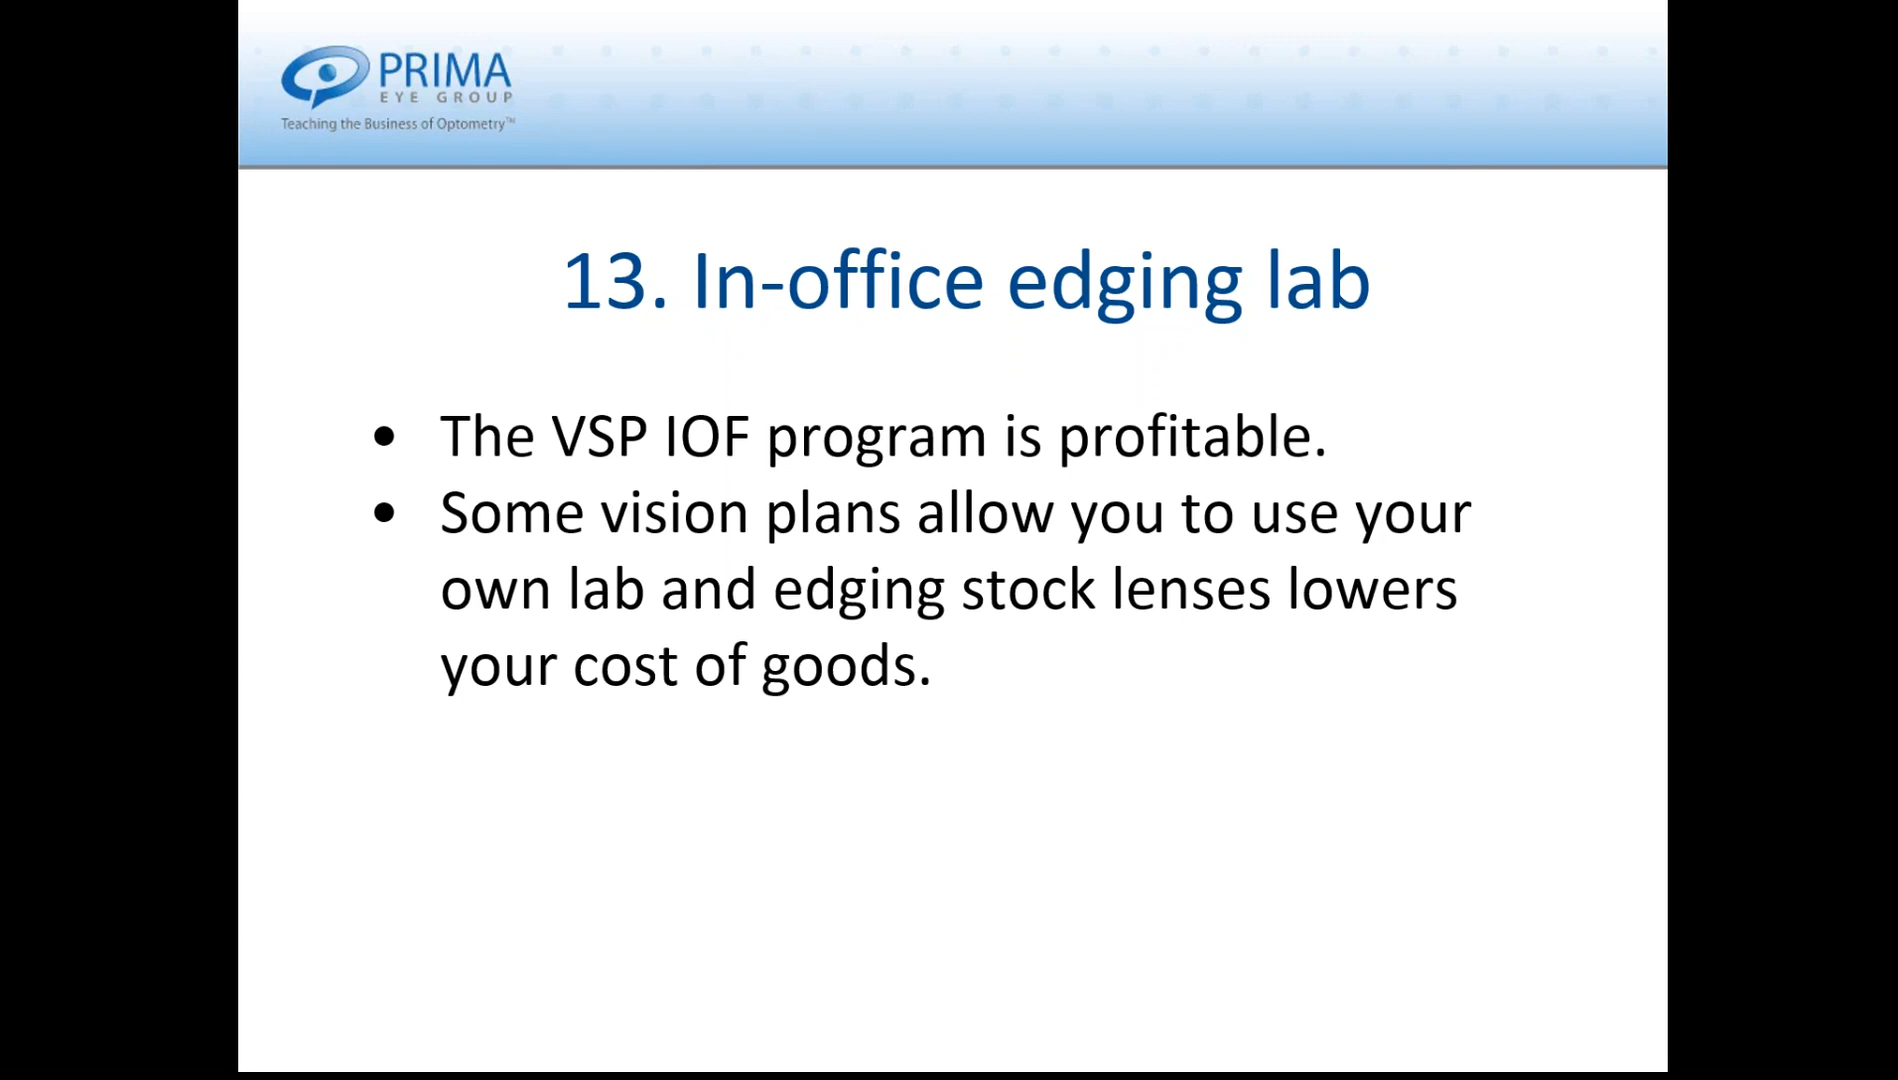 PRIMA
EYE GROUP
Teaching the Business of Optometry™
13. In-office edging lab
• The VSP IOF program is profitable.
• Some vision plans allow you to use your
own lab and edging stock lenses lowers
your cost of goods.